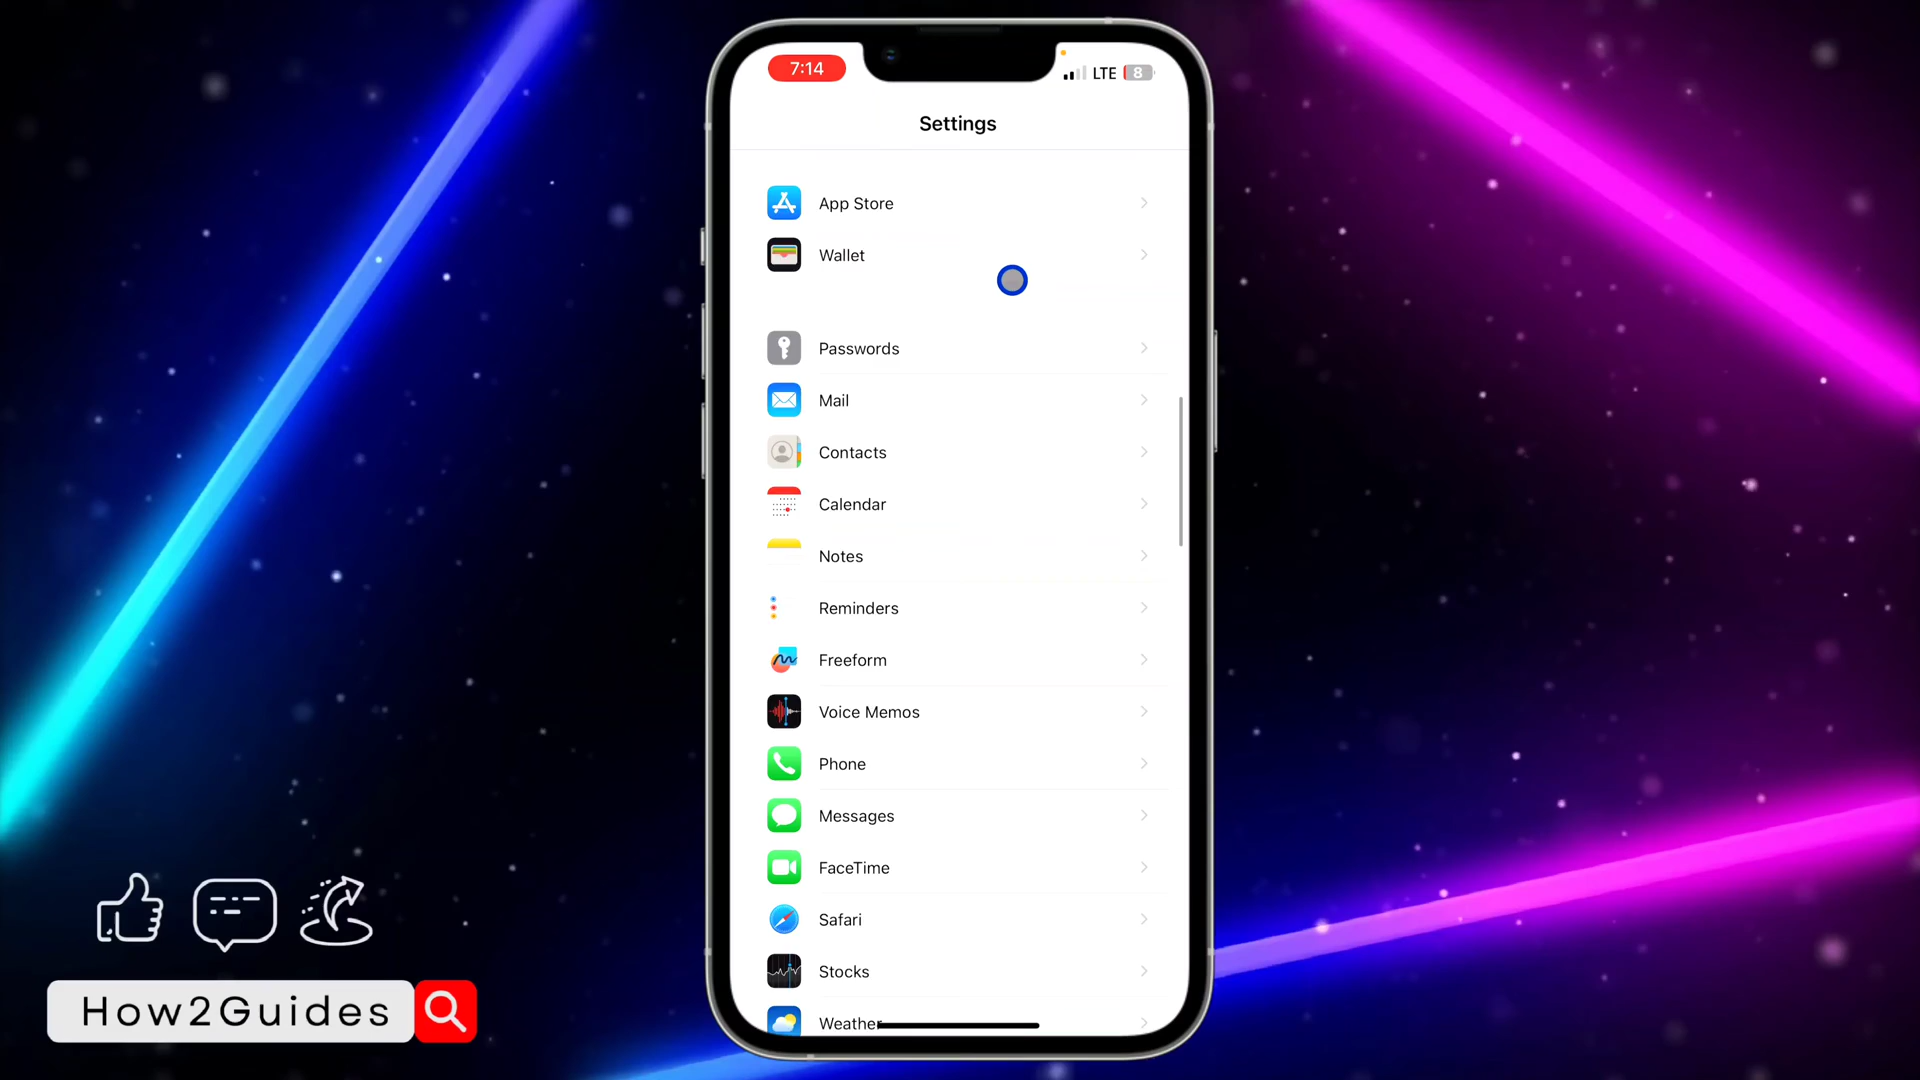 7:14
LTE 8
Settings
App Store
Wallet
Passwords
Mail
Contacts
Calendar
Notes
Reminders
Freeform
Voice Memos
Phone
Messages
FaceTime
Safari
Stocks
Weather
How2Guides